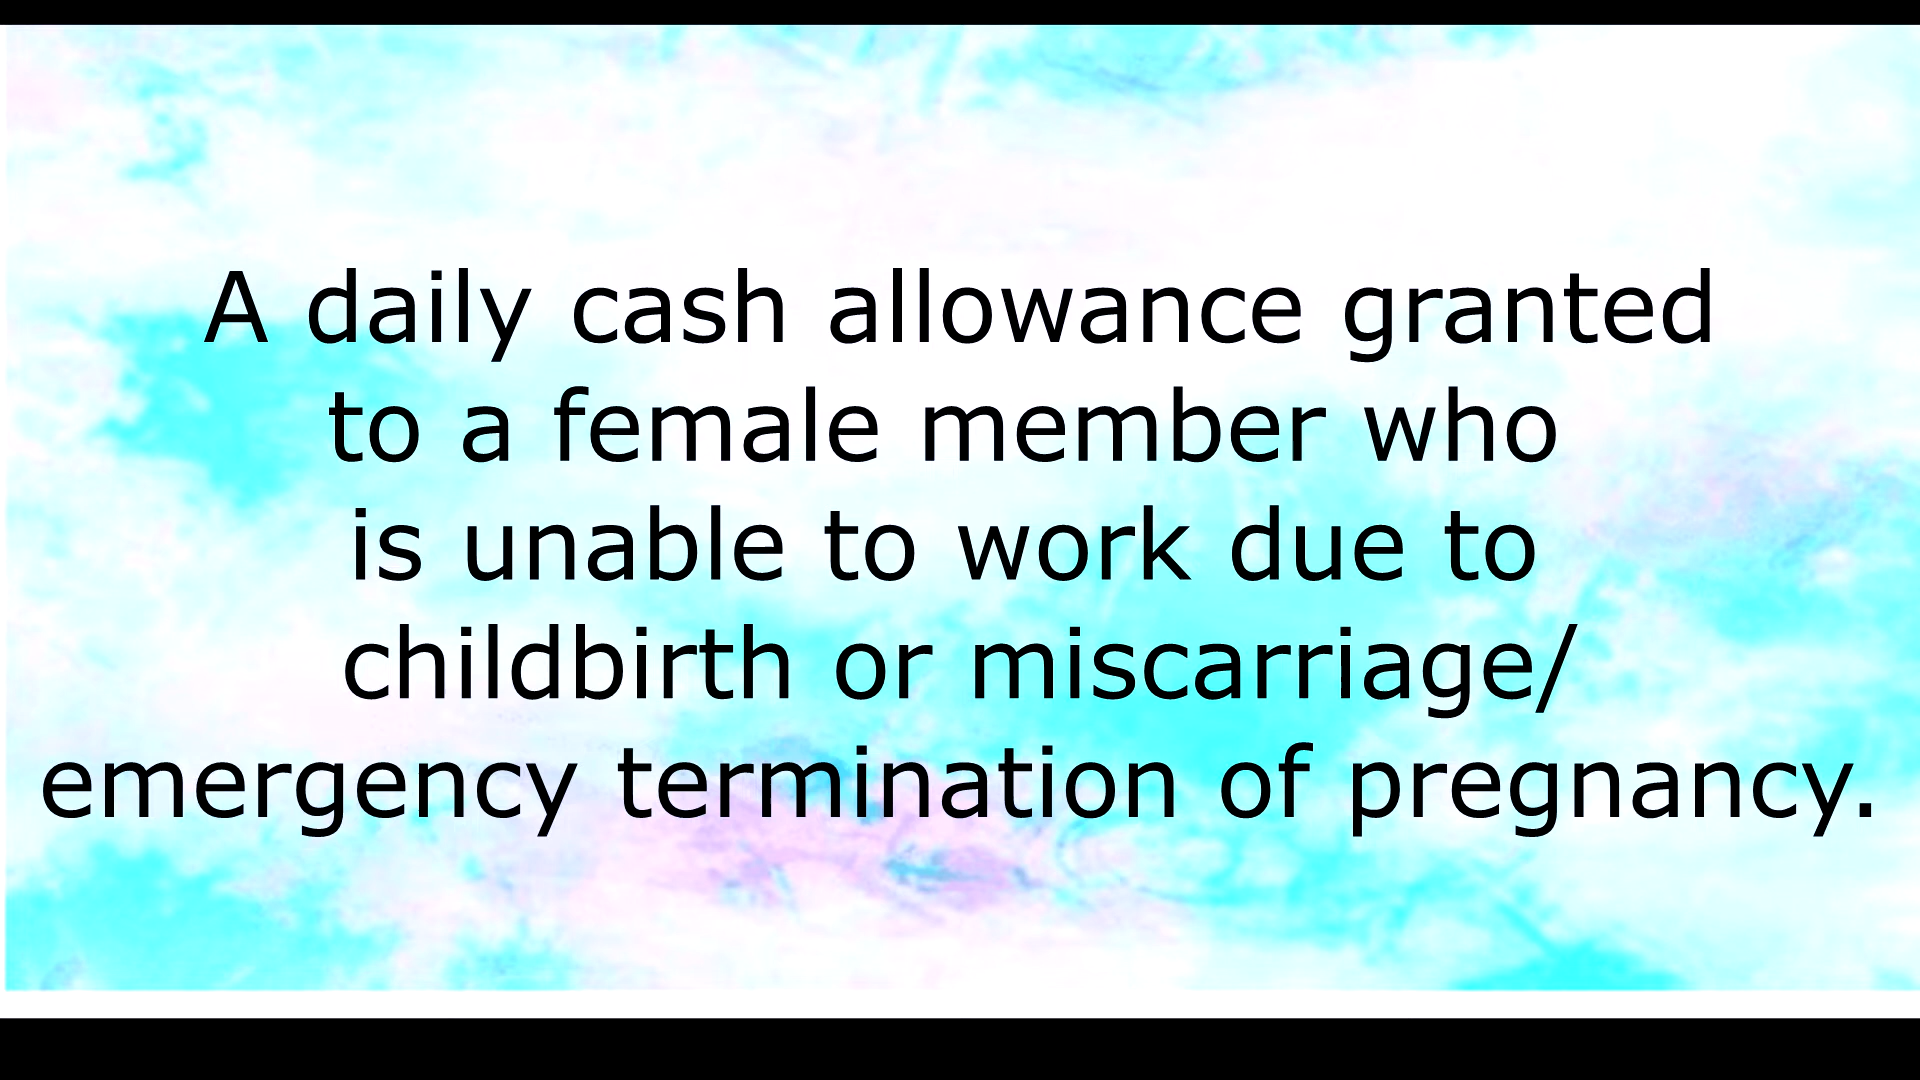 A daily cash allowance granted
to a female member who
is unable to work due to
childbirth or miscarriage/
emergency termination of pregnancy.